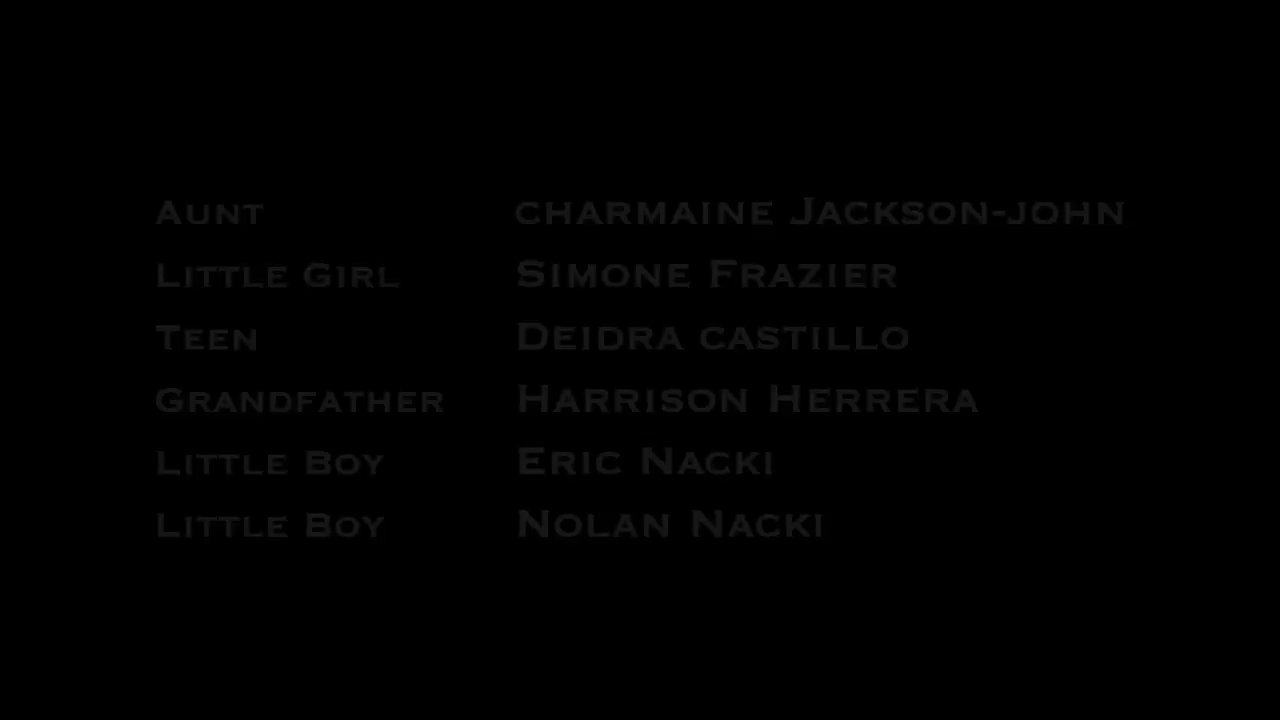 Aunt charmaine Jackson-john
Little Girl Simone Frazier
Teen Deidra castillo
Grandfather Harrison Herrera
Little Boy Eric Nacki
Little Boy Nolan Nacki